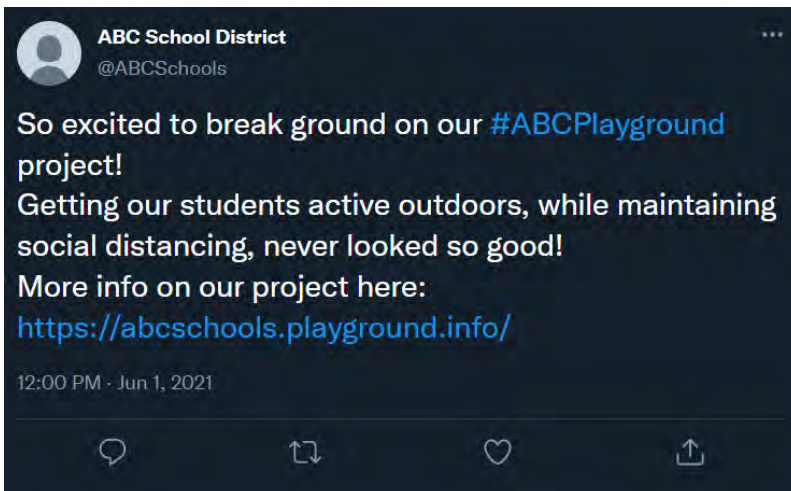 ABC School District
@ABCSchools
So excited to break ground on our #ABCPlayground
project!
Getting our students active outdoors, while maintaining
social distancing, never looked so good!
More info on our project here:
https://abcschools.playground.info/
12:00 PM · Jun 1, 2021